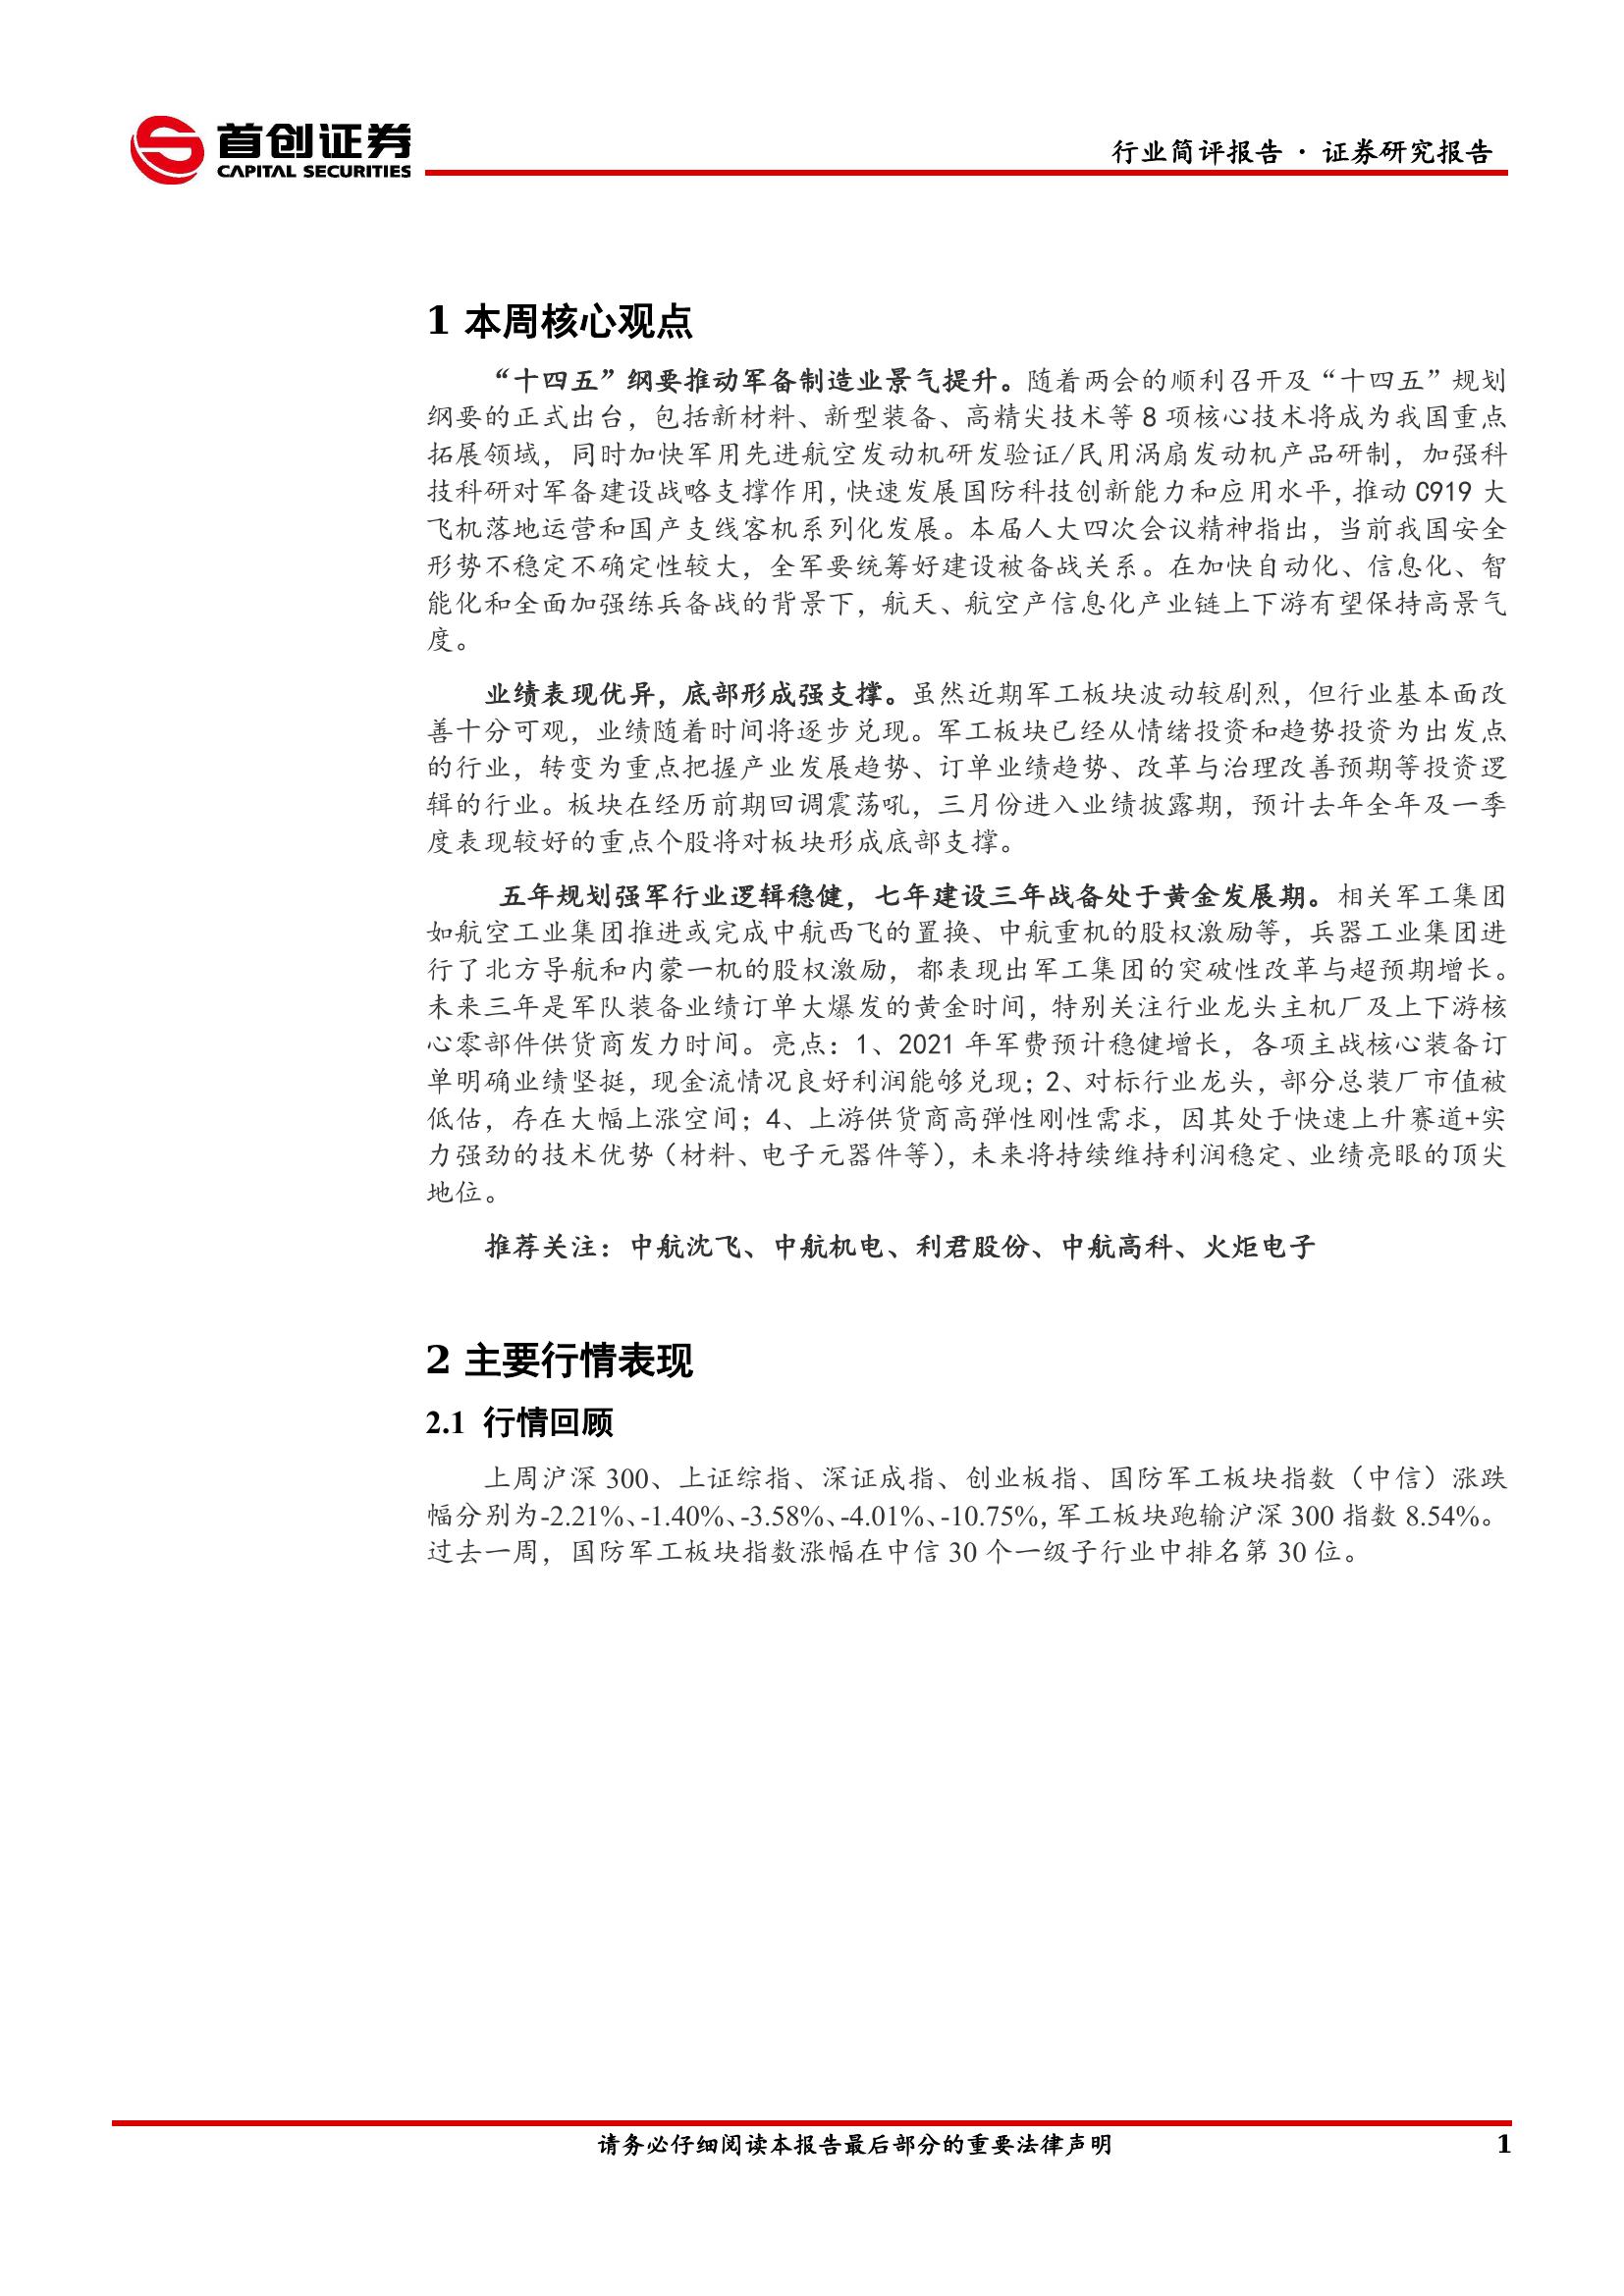 首创证券
CAPITAL SECURITIES
行业简评报告 · 证券研究报告
1 本周核心观点
“十四五”纲要推动军备制造业景气提升。随着两会的顺利召开及“十四五”规划
纲要的正式出台，包括新材料、新型装备、高精尖技术等 8 项核心技术将成为我国重点
拓展领域，同时加快军用先进航空发动机研发验证/民用涡扇发动机产品研制，加强科
技科研对军备建设战略支撑作用，快速发展国防科技创新能力和应用水平，推动 C919 大
飞机落地运营和国产支线客机系列化发展。本届人大四次会议精神指出，当前我国安全
形势不稳定不确定性较大，全军要统筹好建设被备战关系。在加快自动化、信息化、智
能化和全面加强练兵备战的背景下，航天、航空产信息化产业链上下游有望保持高景气
度。
业绩表现优异，底部形成强支撑。虽然近期军工板块波动较剧烈，但行业基本面改
善十分可观，业绩随着时间将逐步兑现。军工板块已经从情绪投资和趋势投资为出发点
的行业，转变为重点把握产业发展趋势、订单业绩趋势、改革与治理改善预期等投资逻
辑的行业。板块在经历前期回调震荡吼，三月份进入业绩披露期，预计去年全年及一季
度表现较好的重点个股将对板块形成底部支撑。
五年规划强军行业逻辑稳健，七年建设三年战备处于黄金发展期。相关军工集团
如航空工业集团推进或完成中航西飞的置换、中航重机的股权激励等，兵器工业集团进
行了北方导航和内蒙一机的股权激励，都表现出军工集团的突破性改革与超预期增长。
未来三年是军队装备业绩订单大爆发的黄金时间，特别关注行业龙头主机厂及上下游核
心零部件供货商发力时间。亮点：1、2021 年军费预计稳健增长，各项主战核心装备订
单明确业绩坚挺，现金流情况良好利润能够兑现；2、对标行业龙头，部分总装厂市值被
低估，存在大幅上涨空间；4、上游供货商高弹性刚性需求，因其处于快速上升赛道+实
力强劲的技术优势（材料、电子元器件等），未来将持续维持利润稳定、业绩亮眼的顶尖
地位。
推荐关注：中航沈飞、中航机电、利君股份、中航高科、火炬电子
2 主要行情表现
2.1 行情回顾
上周沪深 300、上证综指、深证成指、创业板指、国防军工板块指数（中信）涨跌
幅分别为-2.21%、-1.40%、-3.58%、-4.01%、-10.75%，军工板块跑输沪深 300 指数 8.54%。
过去一周，国防军工板块指数涨幅在中信 30 个一级子行业中排名第 30 位。
请务必仔细阅读本报告最后部分的重要法律声明
1